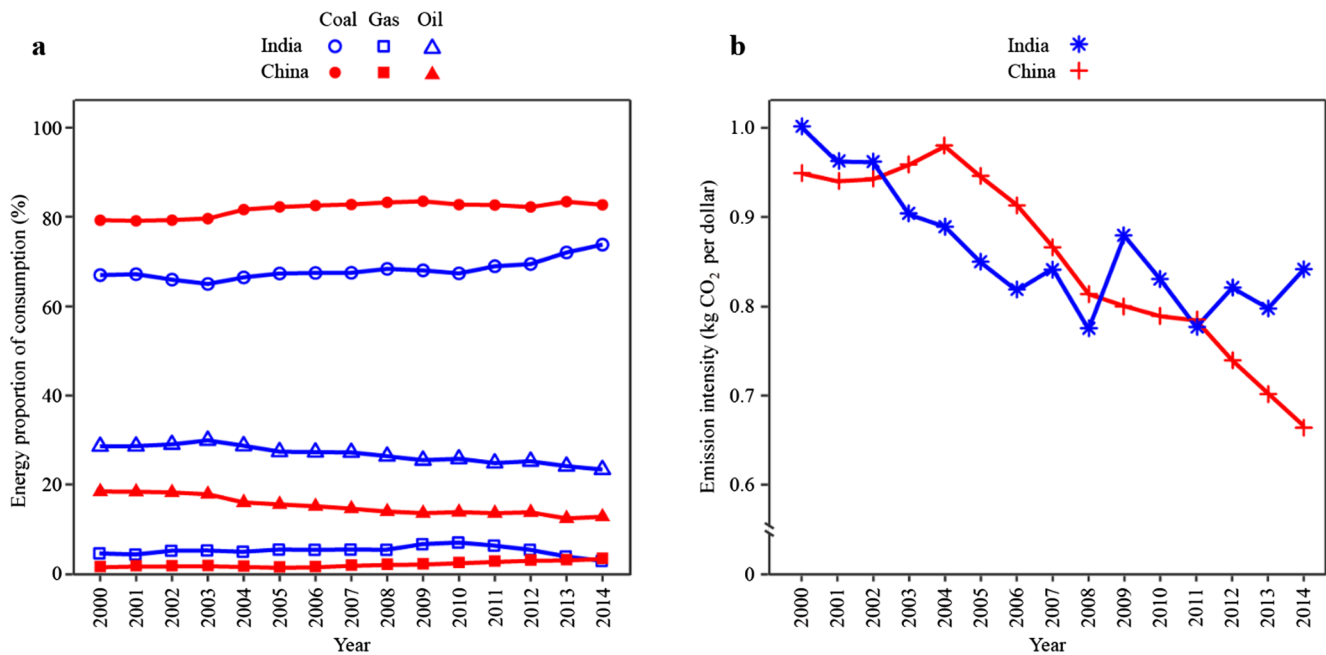 a
Coal Gas Oil
India
China
Energy proportion of consumption (%)
100
80
60
40
20
0
2000 2001 2002 2003 2004 2005 2006 2007 2008 2009 2010 2011 2012 2013 2014
Year
b
India
China
Emission intensity (kg CO₂ per dollar)
1.0
0.9
0.8
0.7
0.6
0
2000 2001 2002 2003 2004 2005 2006 2007 2008 2009 2010 2011 2012 2013 2014
Year